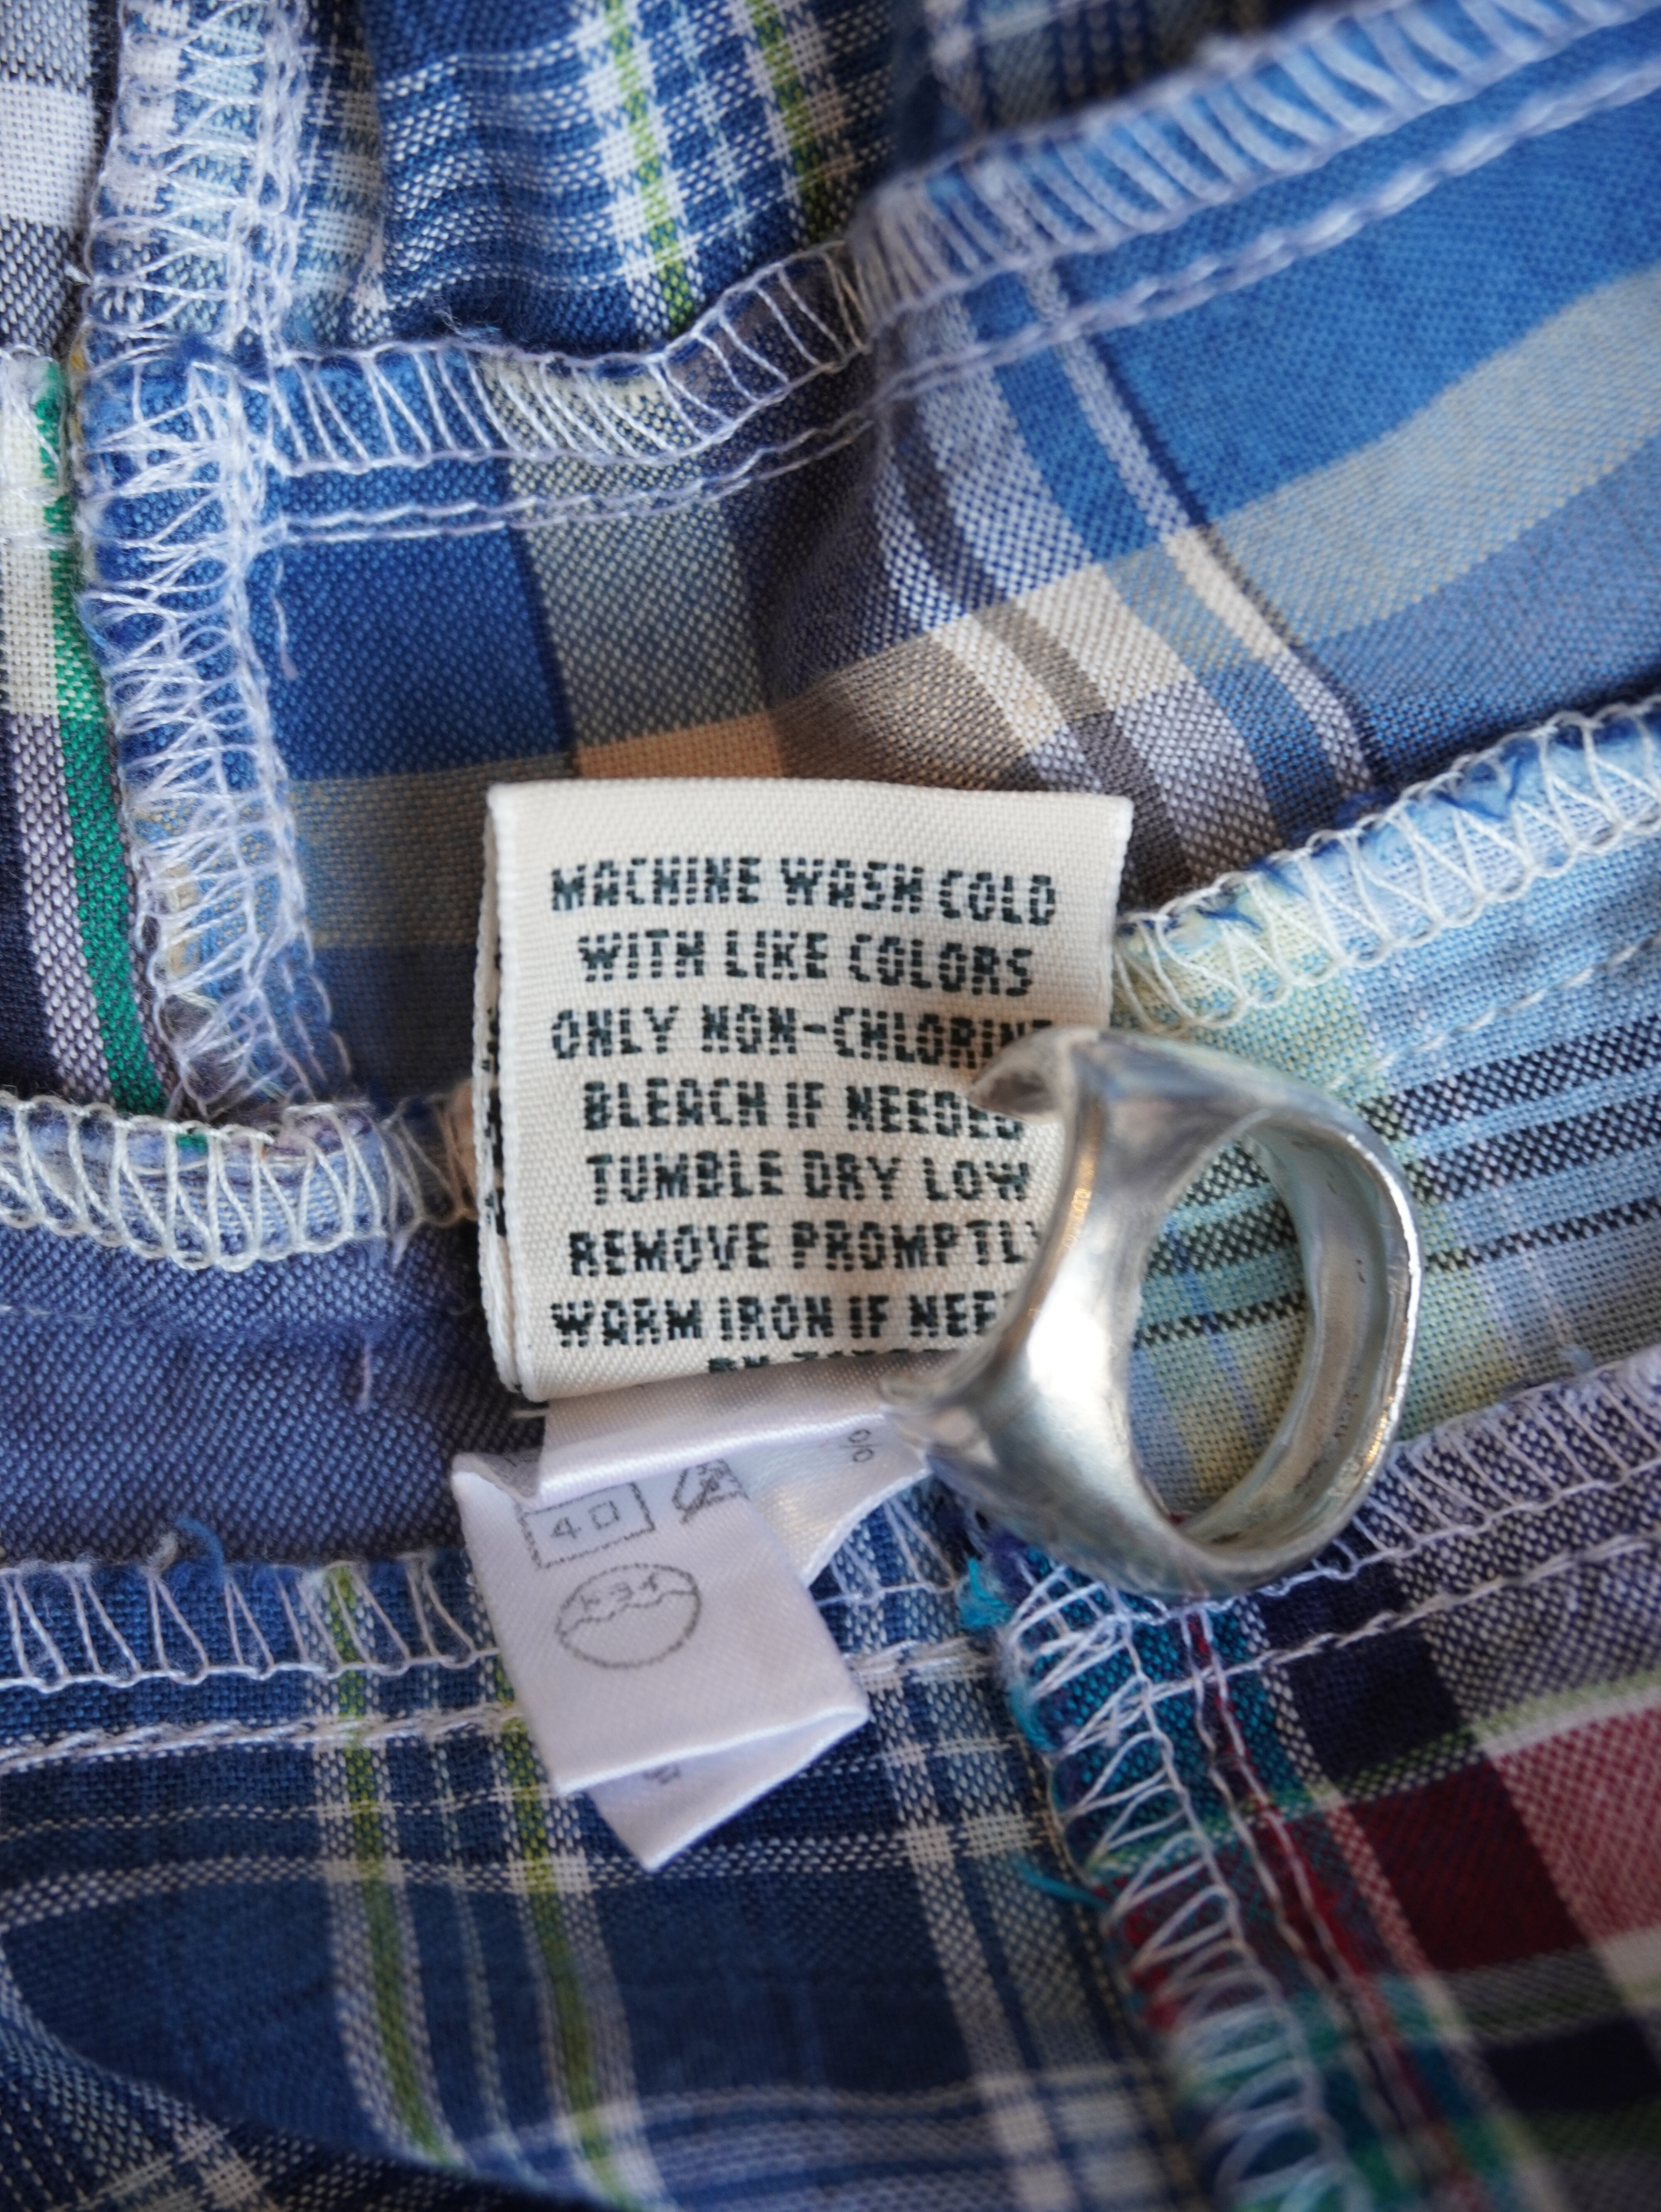 MACHINE WASH COLD
WITH LIKE COLORS
ONLY NON-CHLORINE
BLEACH IF NEEDED
TUMBLE DRY LOW
REMOVE PROMPTLY
WARM IRON IF NEE
40